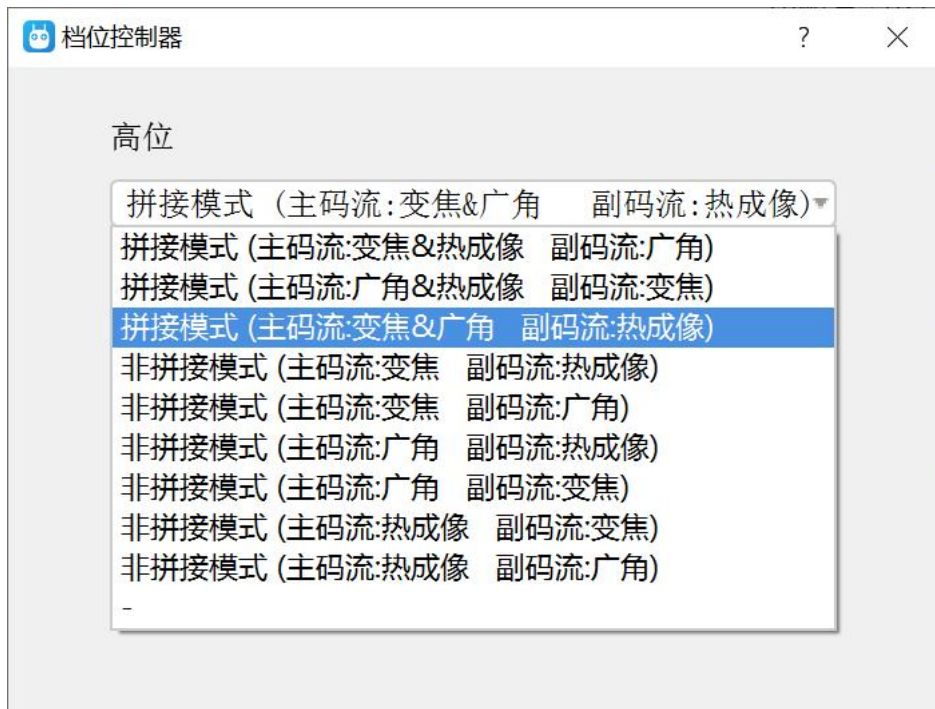 档位控制器
?
高位
拼接模式 (主码流:变焦&广角 副码流:热成像)
拼接模式 (主码流:变焦&热成像 副码流:广角)
拼接模式 (主码流:广角&热成像 副码流:变焦)
拼接模式 (主码流:变焦&广角 副码流:热成像)
非拼接模式 (主码流:变焦 副码流:热成像)
非拼接模式 (主码流:变焦 副码流:广角)
非拼接模式 (主码流:广角 副码流:热成像)
非拼接模式 (主码流:广角 副码流:变焦)
非拼接模式 (主码流:热成像 副码流:变焦)
非拼接模式 (主码流:热成像 副码流:广角)
-